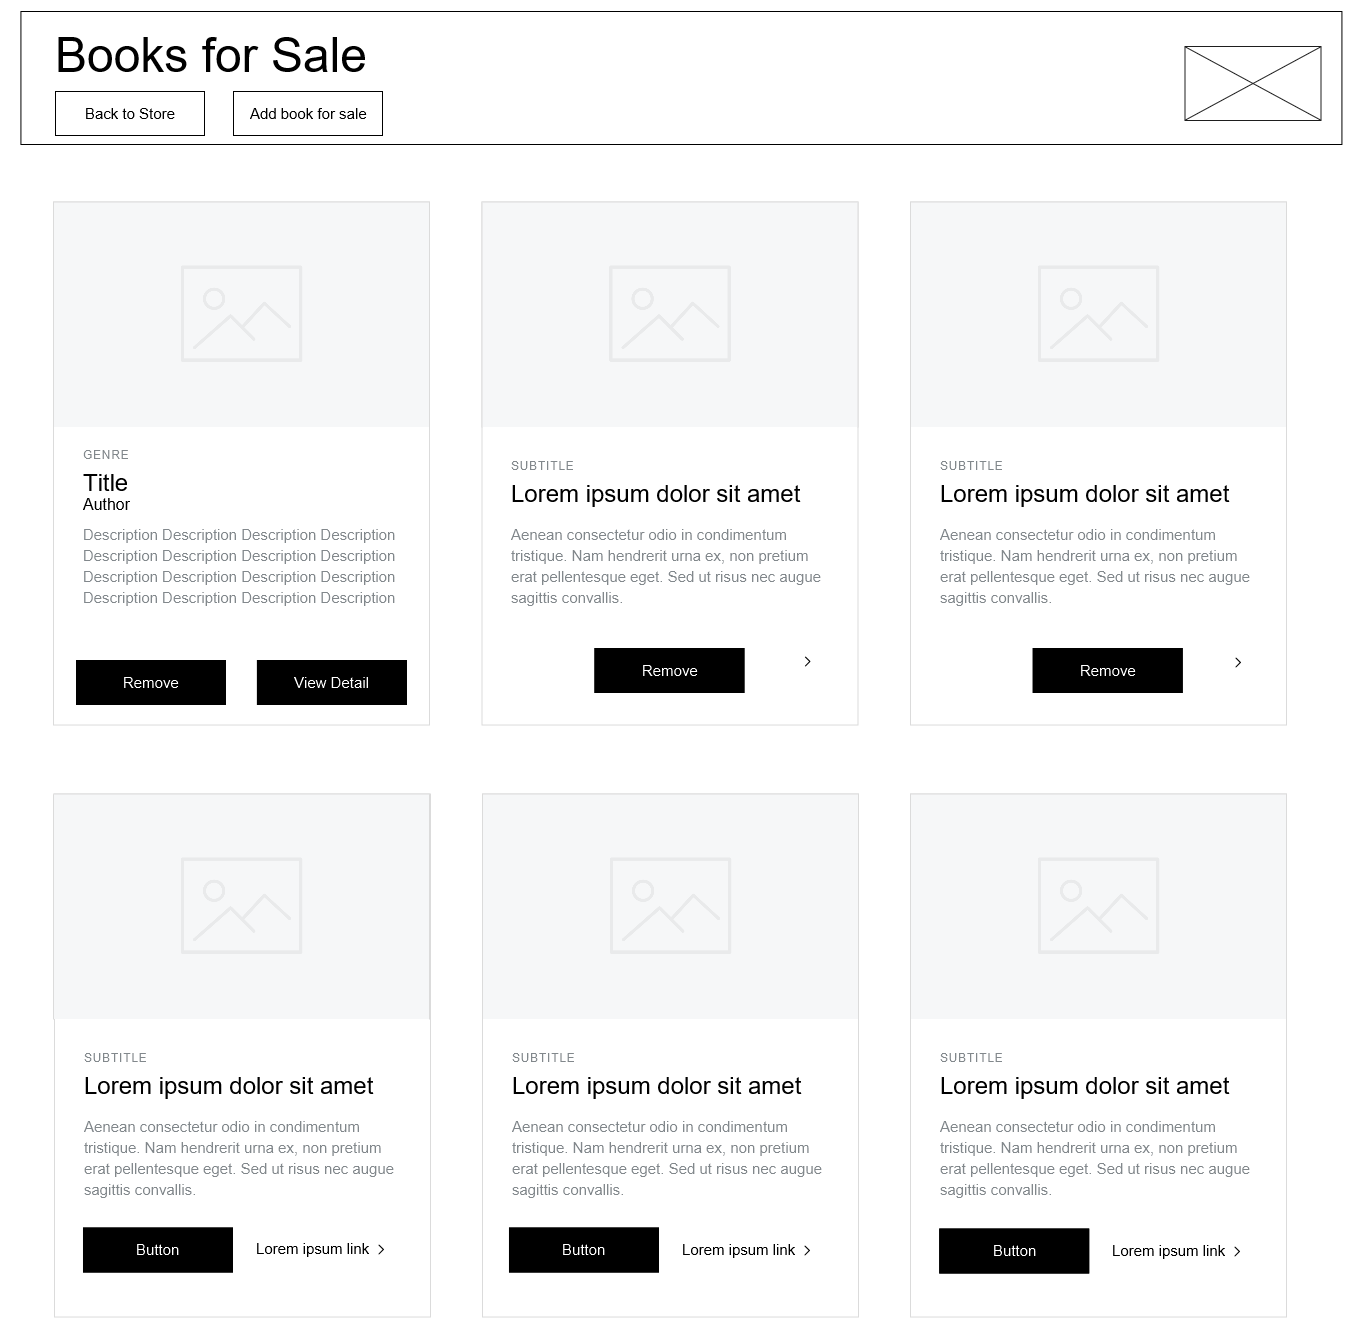 Books for Sale
Back to Store
Add book for sale
GENRE
Title
Author
Description Description Description Description
Description Description Description Description
Description Description Description Description
Description Description Description Description
Remove
View Detail
SUBTITLE
Lorem ipsum dolor sit amet
Aenean consectetur odio in condimentum
tristique. Nam hendrerit urna ex, non pretium
erat pellentesque eget. Sed ut risus nec augue
sagittis convallis.
Remove
SUBTITLE
Lorem ipsum dolor sit amet
Aenean consectetur odio in condimentum
tristique. Nam hendrerit urna ex, non pretium
erat pellentesque eget. Sed ut risus nec augue
sagittis convallis.
Remove
SUBTITLE
Lorem ipsum dolor sit amet
Aenean consectetur odio in condimentum
tristique. Nam hendrerit urna ex, non pretium
erat pellentesque eget. Sed ut risus nec augue
sagittis convallis.
Button
Lorem ipsum link
SUBTITLE
Lorem ipsum dolor sit amet
Aenean consectetur odio in condimentum
tristique. Nam hendrerit urna ex, non pretium
erat pellentesque eget. Sed ut risus nec augue
sagittis convallis.
Button
Lorem ipsum link
SUBTITLE
Lorem ipsum dolor sit amet
Aenean consectetur odio in condimentum
tristique. Nam hendrerit urna ex, non pretium
erat pellentesque eget. Sed ut risus nec augue
sagittis convallis.
Button
Lorem ipsum link